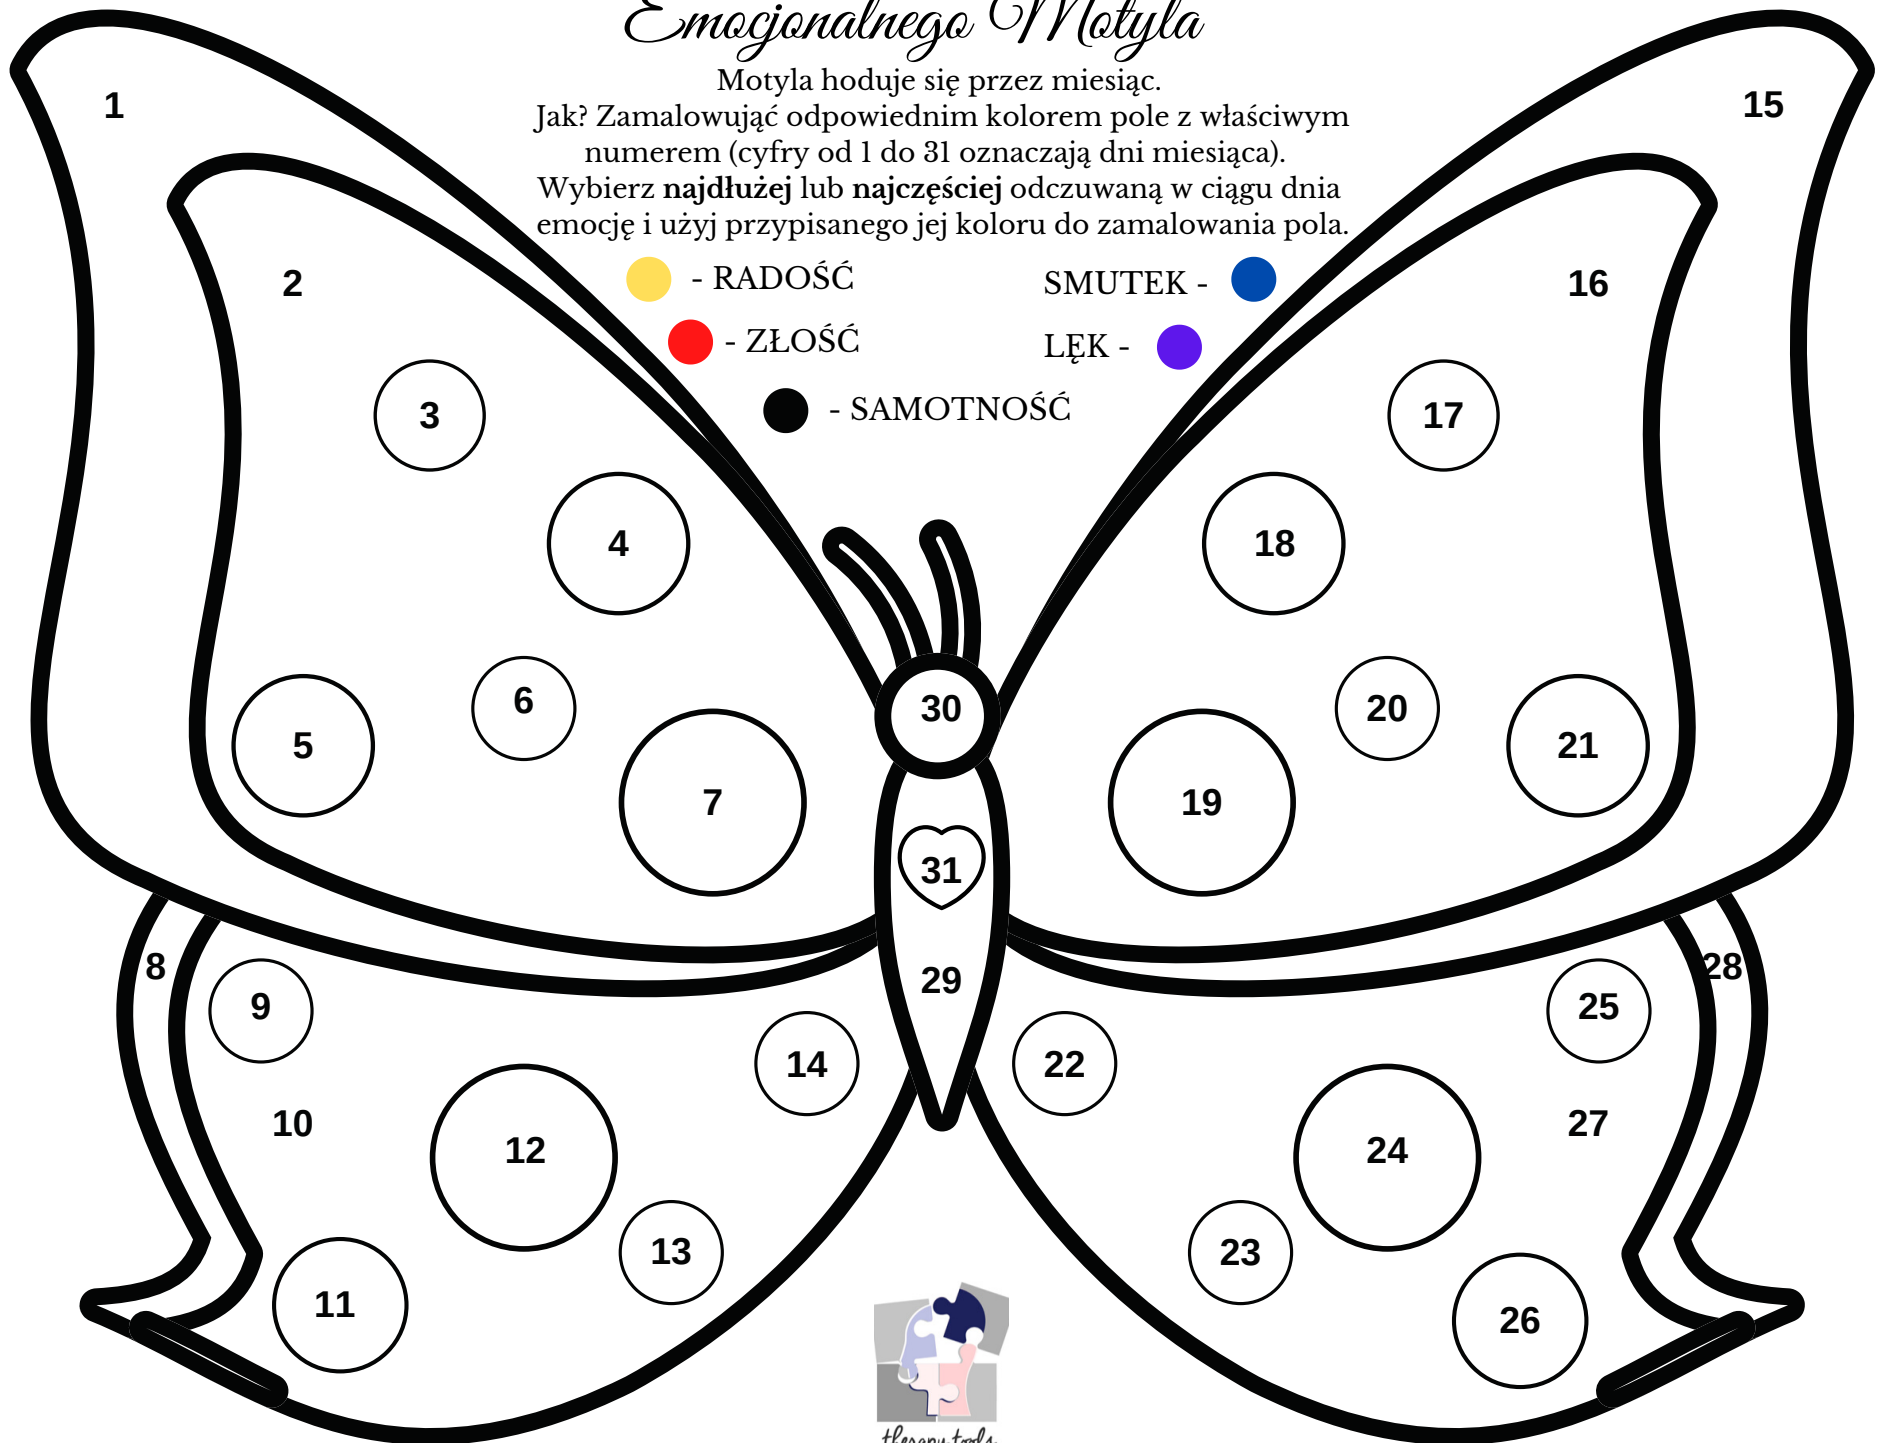 Emocjonalnego Motyla
Motyla hoduje się przez miesiąc.
Jak? Zamalowująć odpowiednim kolorem pole z właściwym
numerem (cyfry od 1 do 31 oznaczają dni miesiąca).
Wybierz najdłużej lub najczęściej odczuwaną w ciągu dnia
emocję i użyj przypisanego jej koloru do zamalowania pola.
- RADOŚĆ
SMUTEK -
- ZŁOŚĆ
LĘK -
- SAMOTNOŚĆ
1
15
2
16
3
17
4
18
5
6
7
30
19
20
21
31
29
8
9
10
11
12
13
14
22
23
24
25
26
27
28
therapy tools